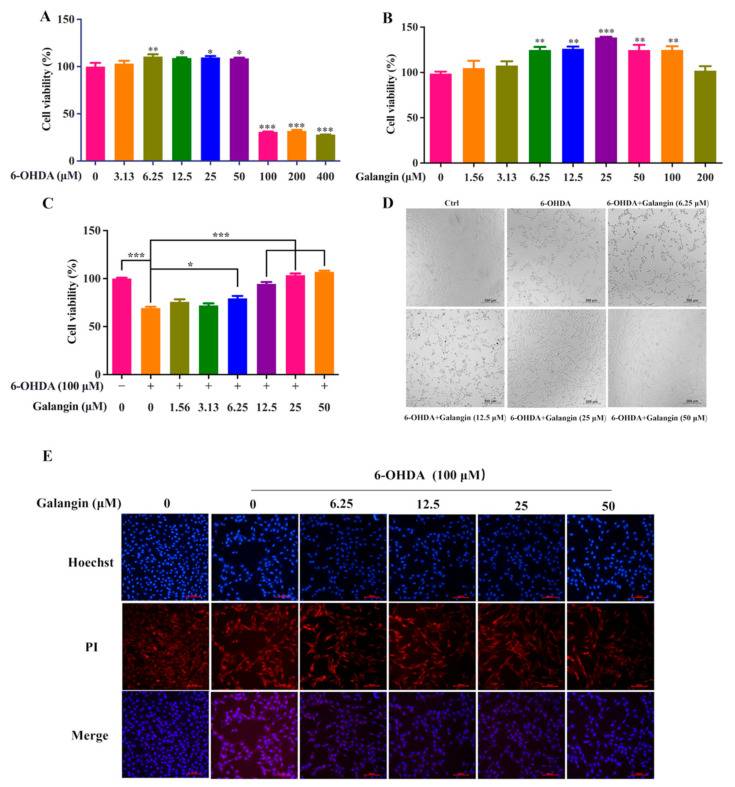 A
Cell viability (%)
150
100
50
0
** * * * *** *** ***
6-OHDA (μM) 0 3.13 6.25 12.5 25 50 100 200 400
B
Cell viability (%)
150
100
50
0
** ** *** ** **
Galangin (μM) 0 1.56 3.13 6.25 12.5 25 50 100 200
C
Cell viability (%)
150
100
50
0
***
***
*
6-OHDA (100 μM) − + + + + + + +
Galangin (μM) 0 0 1.56 3.13 6.25 12.5 25 50
D
Ctrl 6-OHDA 6-OHDA+Galangin (6.25 μM)
6-OHDA+Galangin (12.5 μM) 6-OHDA+Galangin (25 μM) 6-OHDA+Galangin (50 μM)
E
6-OHDA (100 μM)
Galangin (μM) 0 0 6.25 12.5 25 50
Hoechst
PI
Merge